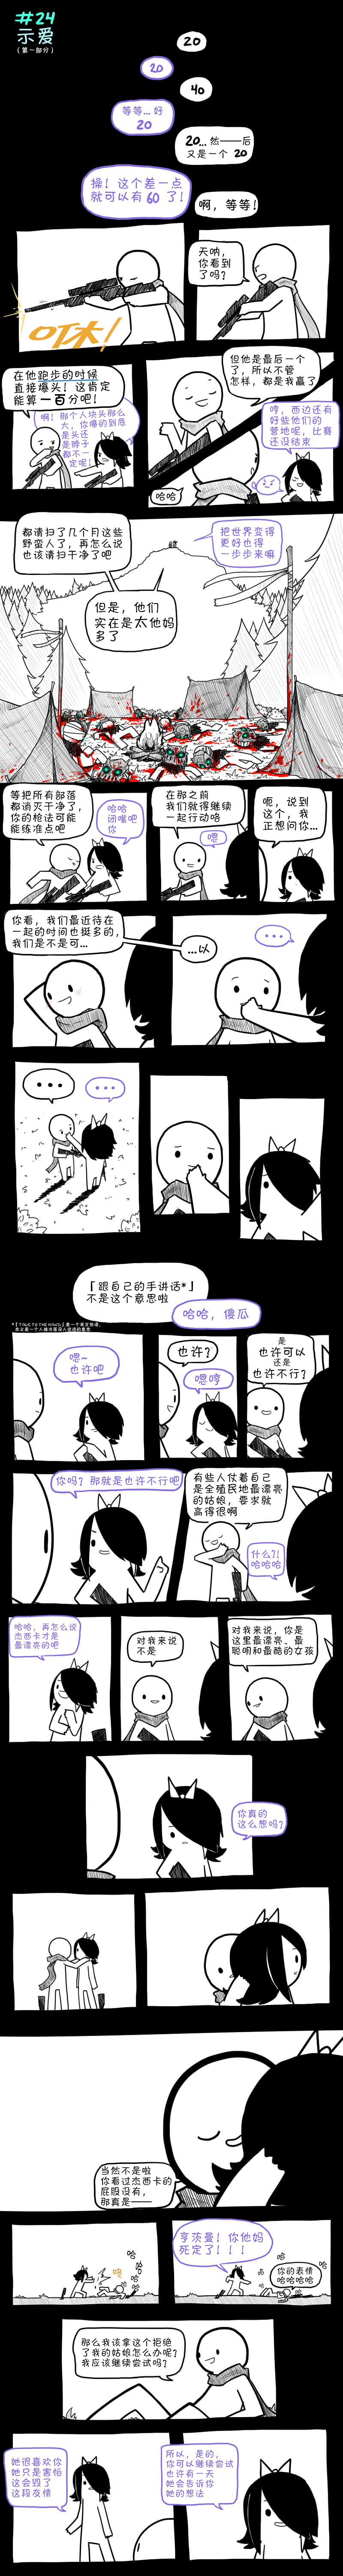 #24
示爱
(第一部分)
20
20
40
等等... 好
20
20... 然——后
又是一个 20
操！这个差一点
就可以有 60 了！
啊，等等！
咻！
天呐，
你看到
了吗？
在他跑步的时候
直接爆头！这肯定
能算一百分吧！
啊！那个人块头那么
大，你爆的到底
是头还
是脖子
都不一
定呢！
但他是最后一个
了，所以不管
怎样，都是我赢了
哼，西边还有
好些他们的
营地呢，比赛
还没结束
哈哈
都请扫了几个月这些
野蛮人了，再怎么说
也该请扫干净了吧
把世界变得
更好也得
一步步来嘛
但是，他们
实在是太他妈
多了
等把所有部落
都消灭干净了，
你的枪法可能
能练准点吧
哈哈
闭嘴吧
你
在那之前
我们就得继续
一起行动咯
嗯
呃，说到
这个，我
正想问你...
你看，我们最近待在
一起的时间也挺多的，
我们是不是可...
...以
...
...
...
「跟自己的手讲话*」
不是这个意思啦
哈哈，傻瓜
嗯~
也许吧
也许？
嗯哼
是
也许可以
还是
也许不行？
你吗？那就是也许不行吧
有些人仗着自己
是全殖民地最漂亮
的姑娘，要求就
高得很啊
什么?!
哈哈哈
哈哈，再怎么说
杰西卡才是
最漂亮的吧
对我来说
不是
对我来说，你是
这里最漂亮、最
聪明和最酷的女孩
你真的
这么想吗？
当然不是啦
你看过杰西卡的
屁股没有，
那真是——
咚
哈
哈
哈
哈
亨茨曼！你他妈
死定了！！！
你的表情
哈哈哈哈
哈
哈
那么我该拿这个拒绝
了我的姑娘怎么办呢？
我应该继续尝试吗？
她很喜欢你
她只是害怕
这会毁了
这段友情
所以，是的，
你可以继续尝试
也许有一天
她会告诉你
她的想法